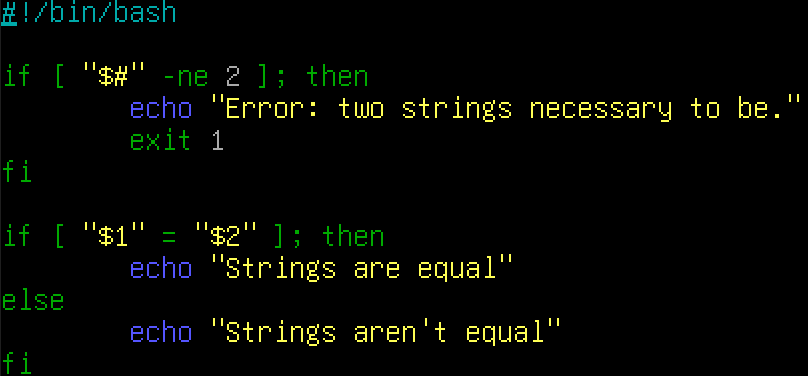 #!/bin/bash
if [ "$#" -ne 2 ]; then
echo "Error: two strings necessary to be."
exit 1
fi
if [ "$1" = "$2" ]; then
echo "Strings are equal"
else
echo "Strings aren't equal"
fi